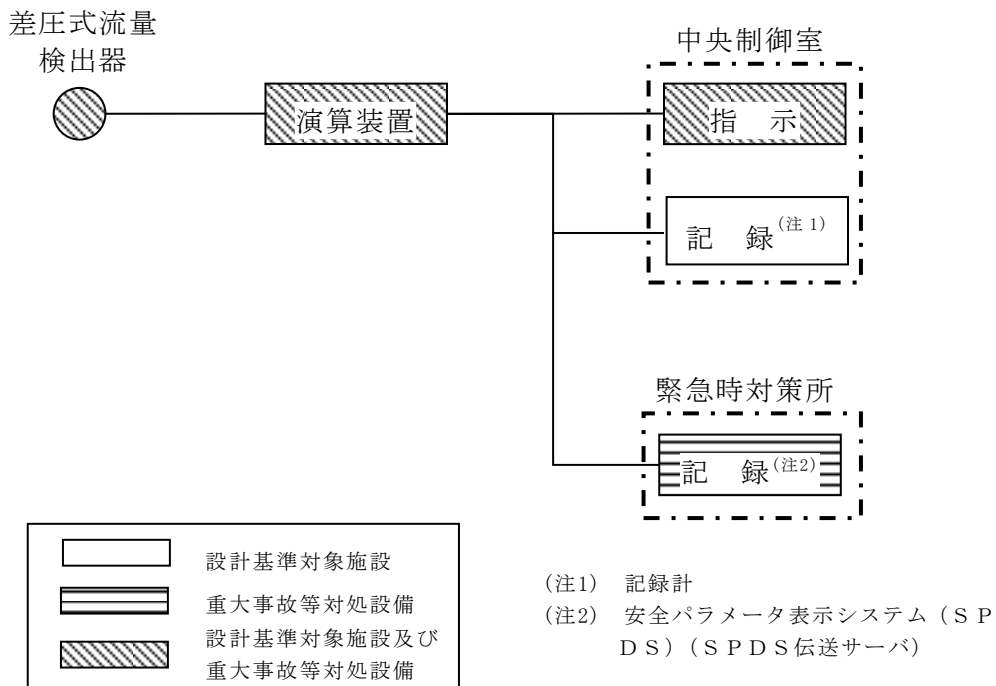 差圧式流量
検出器
演算装置
中央制御室
指　示
記　録(注1)
緊急時対策所
記　録(注2)
設計基準対象施設
重大事故等対処設備
設計基準対象施設及び
重大事故等対処設備
(注1)　記録計
(注2)　安全パラメータ表示システム（ＳＰ
ＤＳ）（ＳＰＤＳ伝送サーバ）